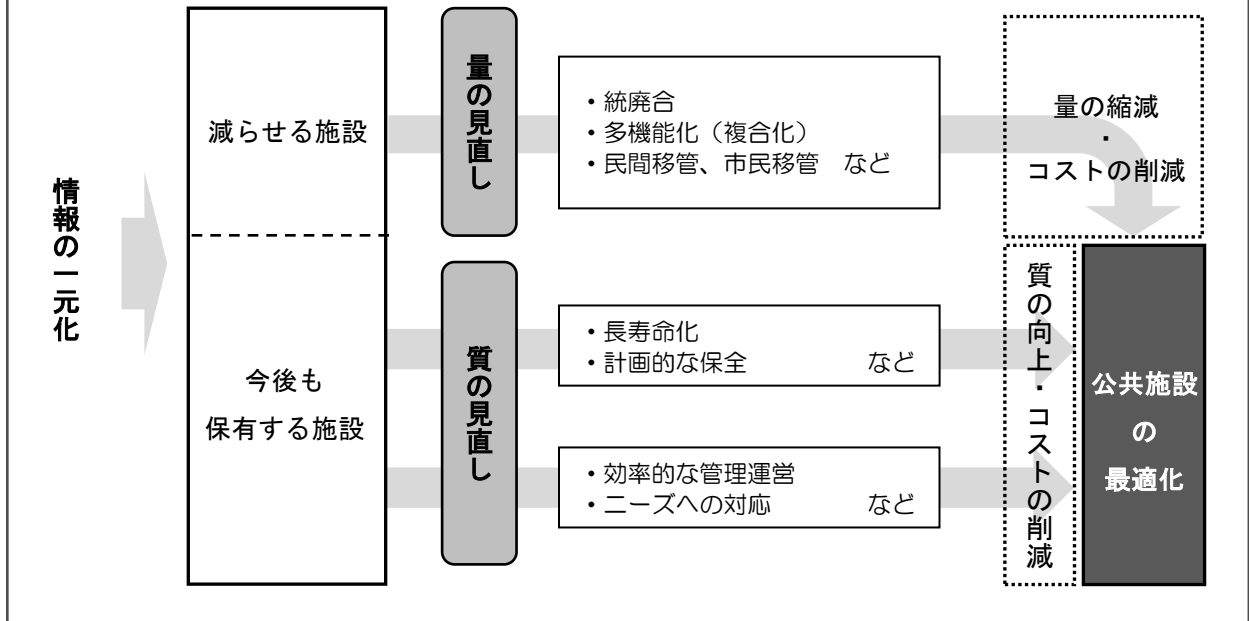 情報の一元化
減らせる施設
今後も
保有する施設
量の見直し
・統廃合
・多機能化（複合化）
・民間移管、市民移管　など
質の見直し
・長寿命化
・計画的な保全　など
・効率的な管理運営
・ニーズへの対応　など
量の縮減
・
コストの削減
質の向上・コストの削減
公共施設
の
最適化